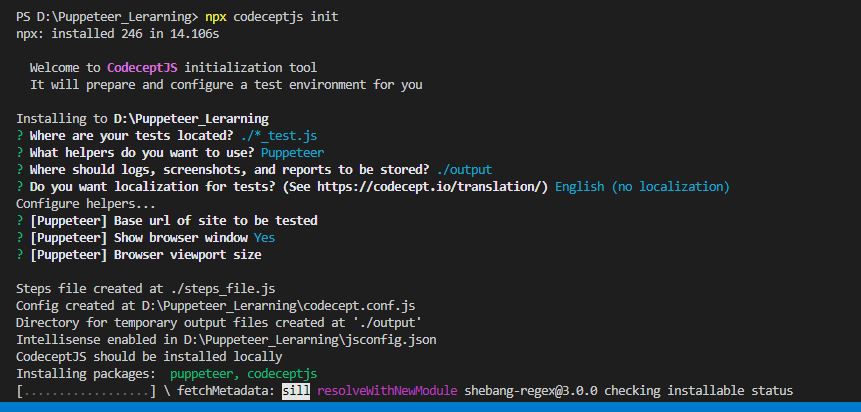 PS D:\Puppeteer_Lerarning> npx codeceptjs init
npx: installed 246 in 14.106s
Welcome to CodeceptJS initialization tool
It will prepare and configure a test environment for you
Installing to D:\Puppeteer_Lerarning
? Where are your tests located? ./*_test.js
? What helpers do you want to use? Puppeteer
? Where should logs, screenshots, and reports to be stored? ./output
? Do you want localization for tests? (See https://codecept.io/translation/) English (no localization)
Configure helpers...
? [Puppeteer] Base url of site to be tested
? [Puppeteer] Show browser window Yes
? [Puppeteer] Browser viewport size
Steps file created at ./steps_file.js
Config created at D:\Puppeteer_Lerarning\codecept.conf.js
Directory for temporary output files created at './output'
Intellisense enabled in D:\Puppeteer_Lerarning\jsconfig.json
CodeceptJS should be installed locally
Installing packages:  puppeteer, codeceptjs
[.................] \ fetchMetadata: sill resolveWithNewModule shebang-regex@3.0.0 checking installable status